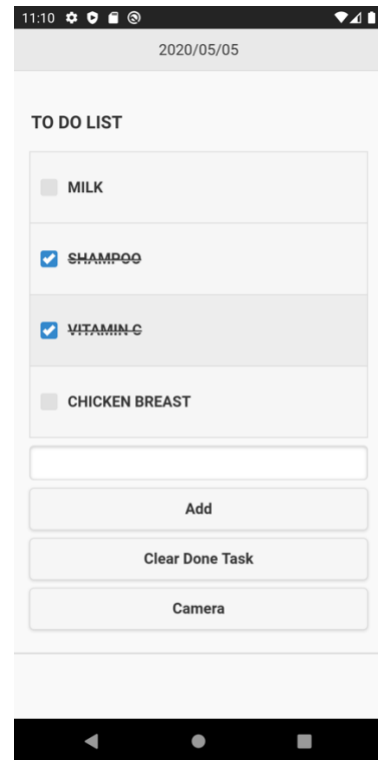 11:10
2020/05/05
TO DO LIST
MILK
SHAMPOO
VITAMIN C
CHICKEN BREAST
Add
Clear Done Task
Camera